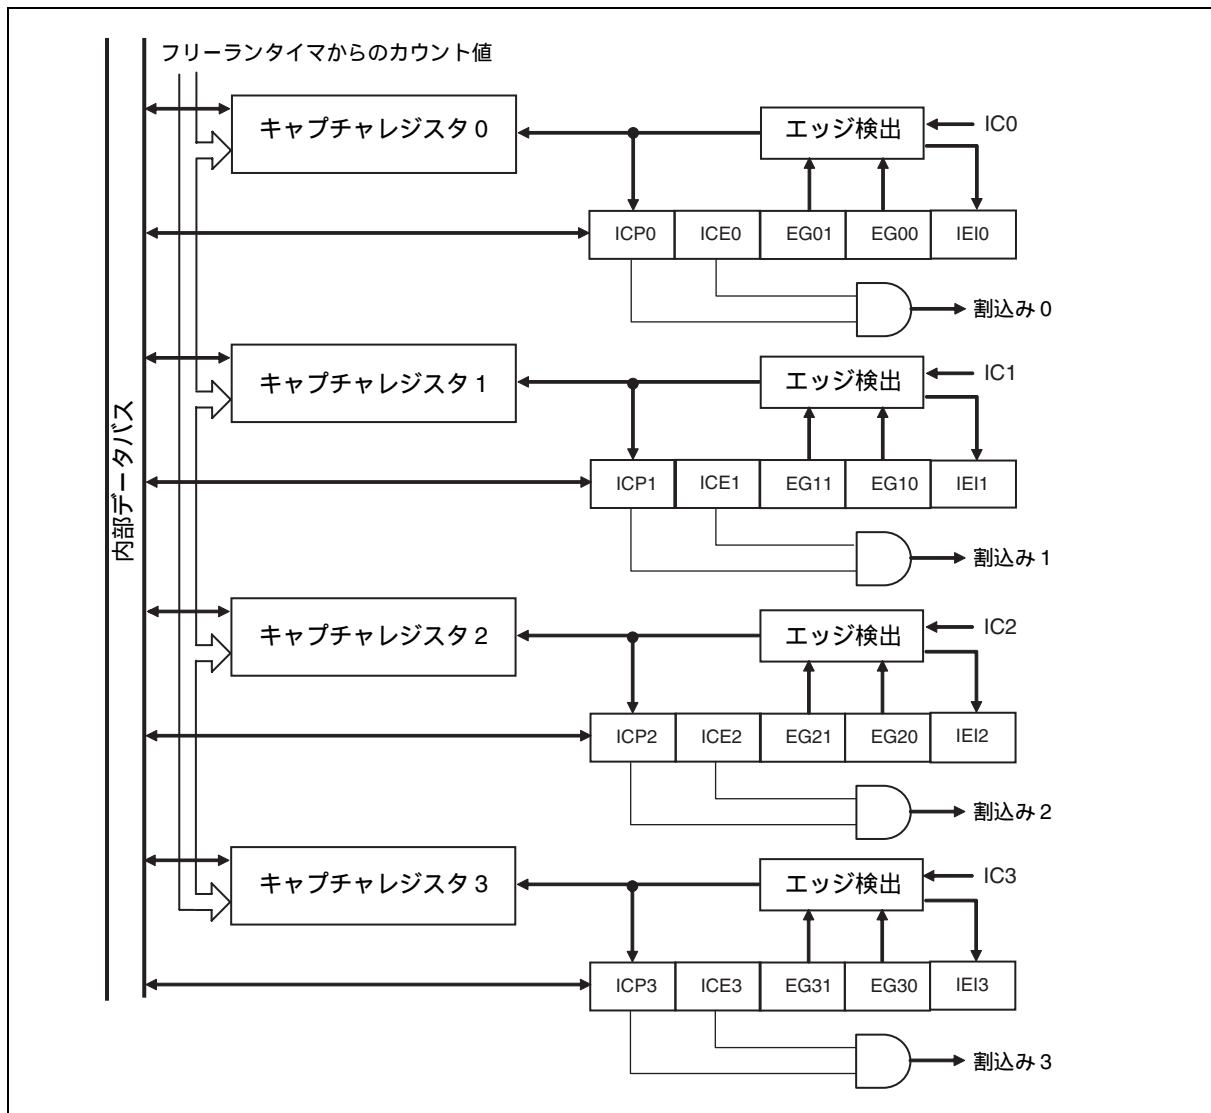 フリーランタイマからのカウント値
内部データバス
キャプチャレジスタ 0
エッジ検出
IC0
ICP0
ICE0
EG01
EG00
IEI0
割込み 0
キャプチャレジスタ 1
エッジ検出
IC1
ICP1
ICE1
EG11
EG10
IEI1
割込み 1
キャプチャレジスタ 2
エッジ検出
IC2
ICP2
ICE2
EG21
EG20
IEI2
割込み 2
キャプチャレジスタ 3
エッジ検出
IC3
ICP3
ICE3
EG31
EG30
IEI3
割込み 3